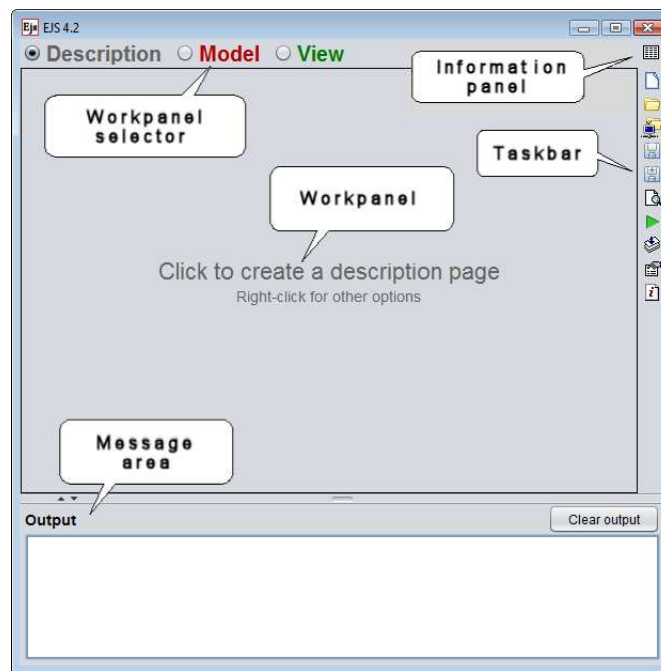 Ejs EJS 4.2
Description Model View
Information
panel
Workpanel
selector
Taskbar
Workpanel
Click to create a description page
Right-click for other options
Message
area
Output
Clear output